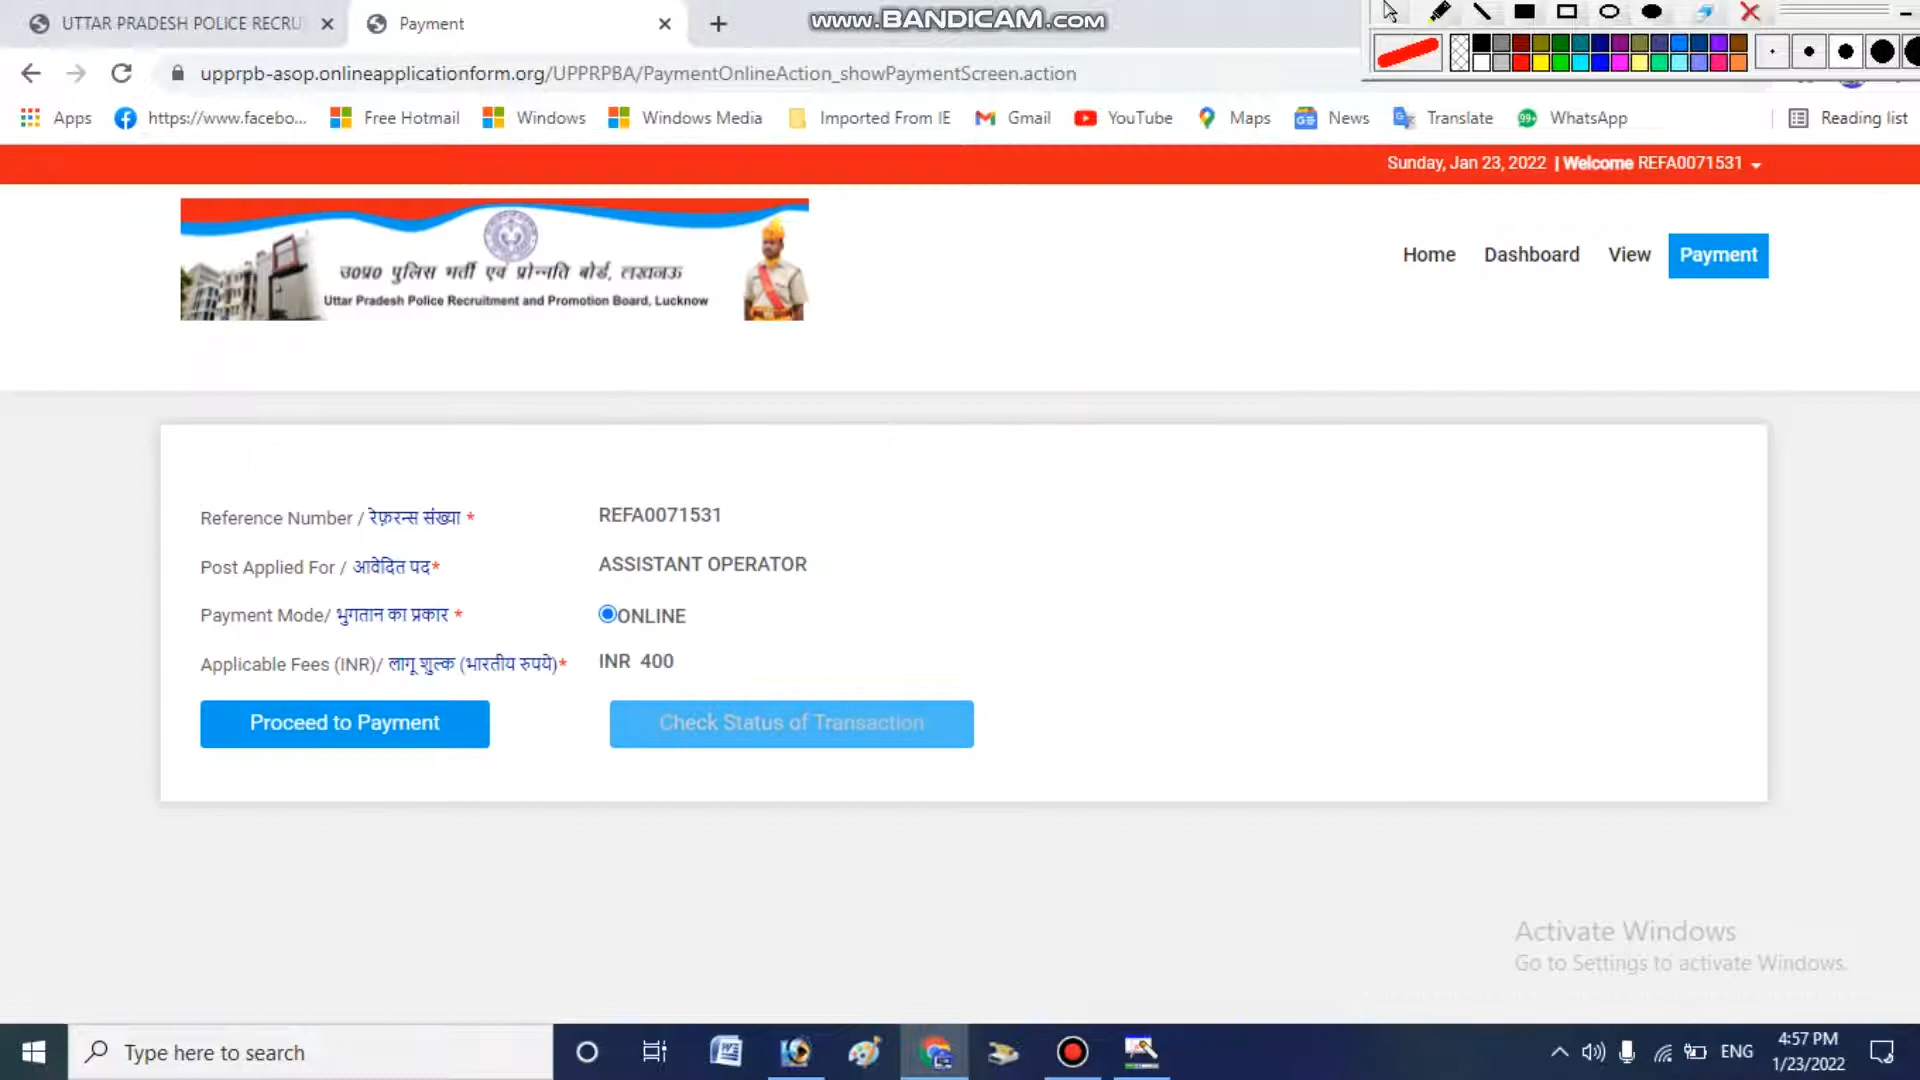 UTTAR PRADESH POLICE RECRU
Payment
www.BANDICAM.com
upprpb-asop.onlineapplicationform.org/UPPRPBA/PaymentOnlineAction_showPaymentScreen.action
Apps
https://www.facebo...
Free Hotmail
Windows
Windows Media
Imported From IE
Gmail
YouTube
Maps
News
99+
WhatsApp
Translate
Reading list
Sunday, Jan 23, 2022 | Welcome REFA0071531
उ०प्र० पुलिस भर्ती एवं प्रोन्नति बोर्ड, लखनऊ
Uttar Pradesh Police Recruitment and Promotion Board, Lucknow
Home Dashboard View Payment
Reference Number / रेफ़रन्स संख्या * REFA0071531
Post Applied For / आवेदित पद* ASSISTANT OPERATOR
Payment Mode/ भुगतान का प्रकार * ONLINE
Applicable Fees (INR)/ लागू शुल्क (भारतीय रुपये)* INR 400
Proceed to Payment
Check Status of Transaction
Activate Windows
Go to Settings to activate Windows.
Type here to search
ENG
4:57 PM
1/23/2022